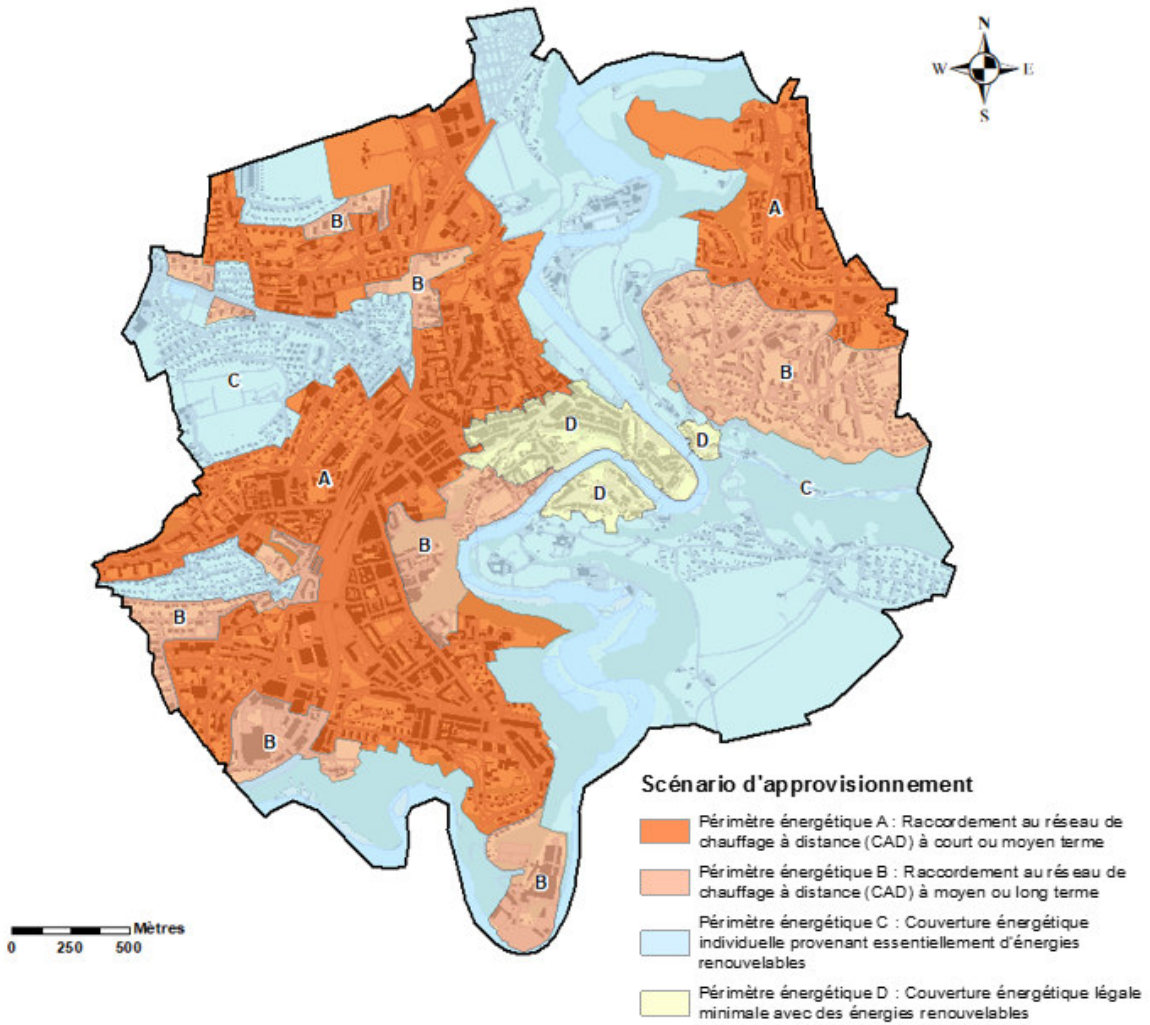 N
W E
S
A
B
B
C
B
D
D
A
D
C
B
B
B
B
Scénario d'approvisionnement
Périmètre énergétique A : Raccordement au réseau de
chauffage à distance (CAD) à court ou moyen terme
Périmètre énergétique B : Raccordement au réseau de
chauffage à distance (CAD) à moyen ou long terme
Périmètre énergétique C : Couverture énergétique
individuelle provenant essentiellement d'énergies
renouvelables
Périmètre énergétique D : Couverture énergétique légale
minimale avec des énergies renouvelables
Mètres
0 250 500